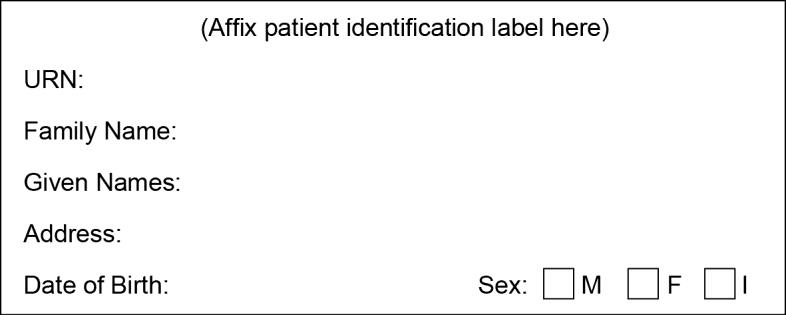 (Affix patient identification label here)
URN:
Family Name:
Given Names:
Address:
Date of Birth: Sex: M F I